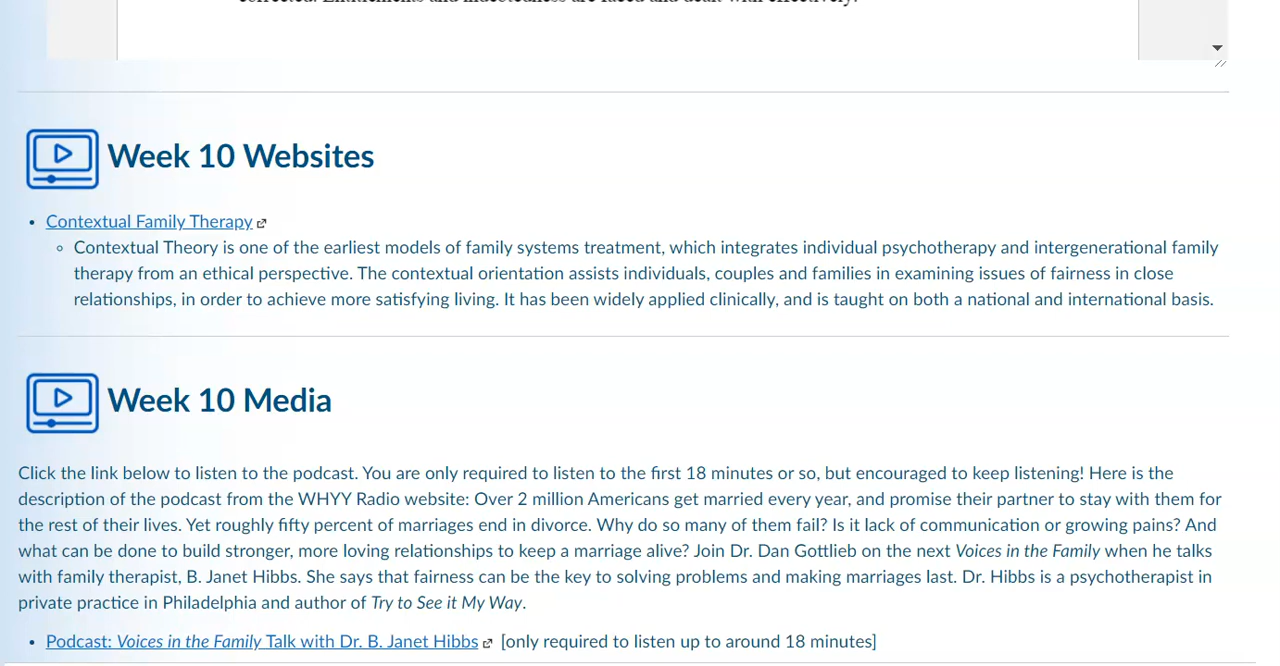 corrected. Entitlements and indebtedness are faced and dealt with effectively.
Week 10 Websites
• Contextual Family Therapy
◦ Contextual Theory is one of the earliest models of family systems treatment, which integrates individual psychotherapy and intergenerational family
therapy from an ethical perspective. The contextual orientation assists individuals, couples and families in examining issues of fairness in close
relationships, in order to achieve more satisfying living. It has been widely applied clinically, and is taught on both a national and international basis.
Week 10 Media
Click the link below to listen to the podcast. You are only required to listen to the first 18 minutes or so, but encouraged to keep listening! Here is the
description of the podcast from the WHYY Radio website: Over 2 million Americans get married every year, and promise their partner to stay with them for
the rest of their lives. Yet roughly fifty percent of marriages end in divorce. Why do so many of them fail? Is it lack of communication or growing pains? And
what can be done to build stronger, more loving relationships to keep a marriage alive? Join Dr. Dan Gottlieb on the next Voices in the Family when he talks
with family therapist, B. Janet Hibbs. She says that fairness can be the key to solving problems and making marriages last. Dr. Hibbs is a psychotherapist in
private practice in Philadelphia and author of Try to See it My Way.
• Podcast: Voices in the Family Talk with Dr. B. Janet Hibbs [only required to listen up to around 18 minutes]